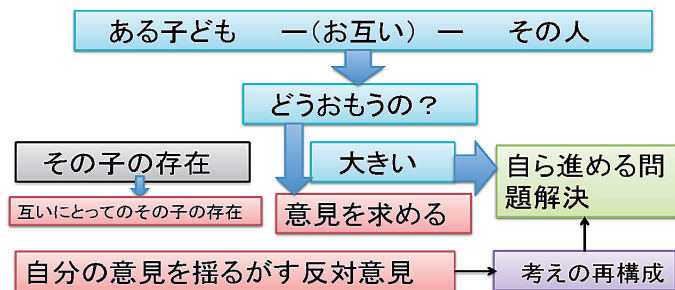 ある子ども ー(お互い) ー その人
どうおもうの?
その子の存在
大きい
自ら進める問
題解決
互いにとってのその子の存在
意見を求める
自分の意見を揺るがす反対意見
考えの再構成